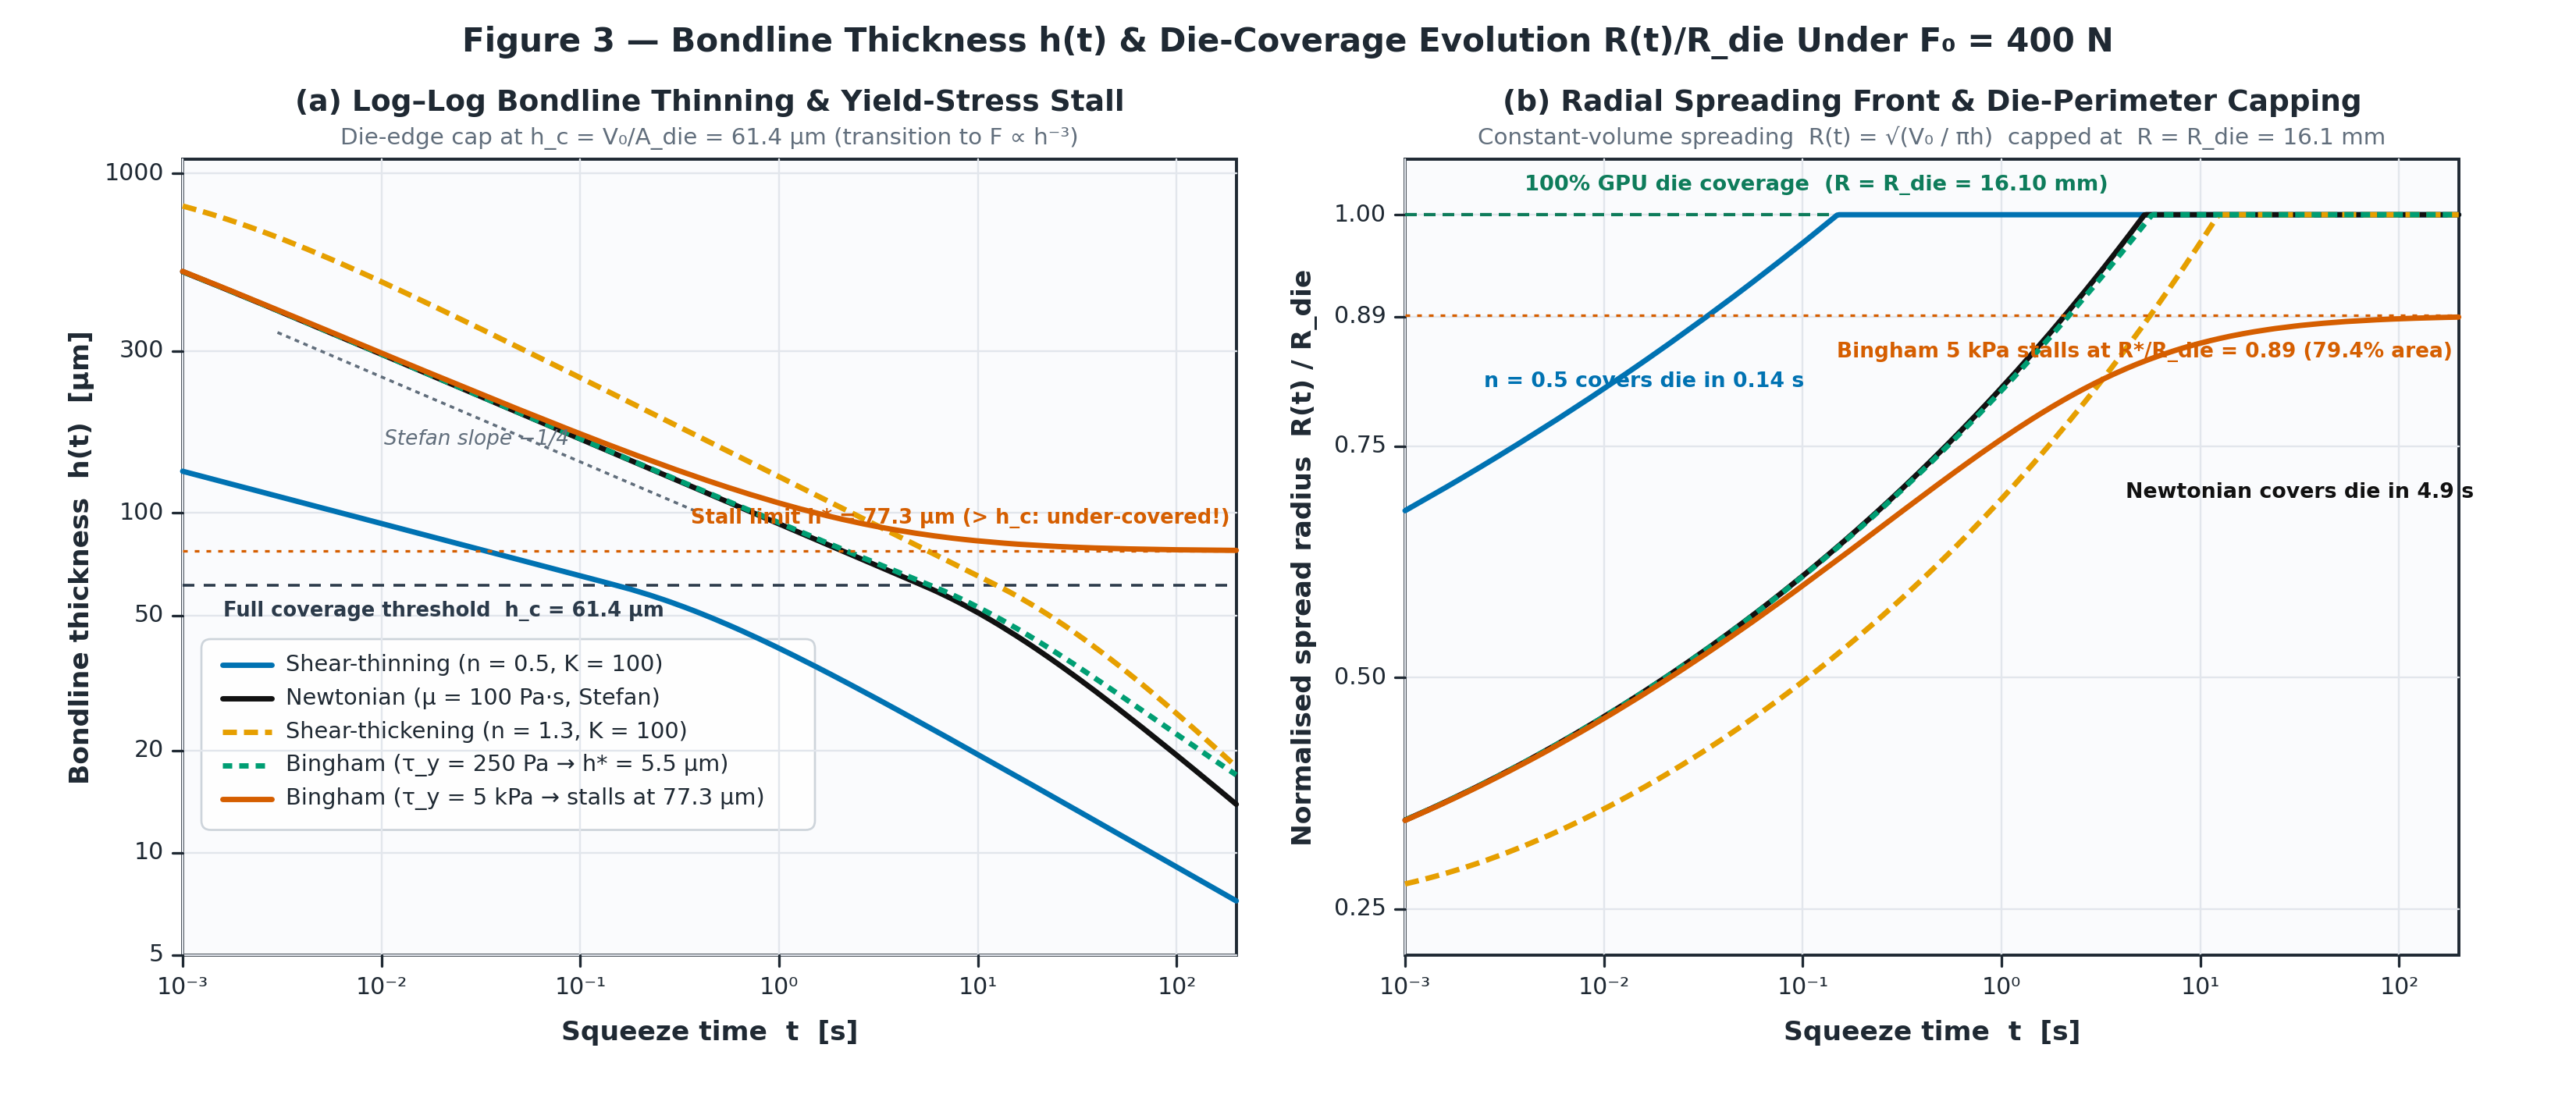 Figure 3 — Bondline Thickness h(t) & Die-Coverage Evolution R(t)/R_die Under F₀ = 400 N
(a) Log–Log Bondline Thinning & Yield-Stress Stall
Die-edge cap at h_c = V₀/A_die = 61.4 µm (transition to F ∝ h⁻³)
Bondline thickness h(t) [µm]
1000
300
100
50
20
10
5
Stefan slope −1/4
Stall limit h* = 77.3 µm (> h_c: under-covered!)
Full coverage threshold h_c = 61.4 µm
Shear-thinning (n = 0.5, K = 100)
Newtonian (µ = 100 Pa·s, Stefan)
Shear-thickening (n = 1.3, K = 100)
Bingham (τ_y = 250 Pa → h* = 5.5 µm)
Bingham (τ_y = 5 kPa → stalls at 77.3 µm)
10⁻³ 10⁻² 10⁻¹ 10⁰ 10¹ 10²
Squeeze time t [s]
(b) Radial Spreading Front & Die-Perimeter Capping
Constant-volume spreading R(t) = √(V₀ / πh) capped at R = R_die = 16.1 mm
Normalised spread radius R(t) / R_die
1.00
0.89
0.75
0.50
0.25
100% GPU die coverage (R = R_die = 16.10 mm)
Bingham 5 kPa stalls at R*/R_die = 0.89 (79.4% area)
n = 0.5 covers die in 0.14 s
Newtonian covers die in 4.9 s
10⁻³ 10⁻² 10⁻¹ 10⁰ 10¹ 10²
Squeeze time t [s]